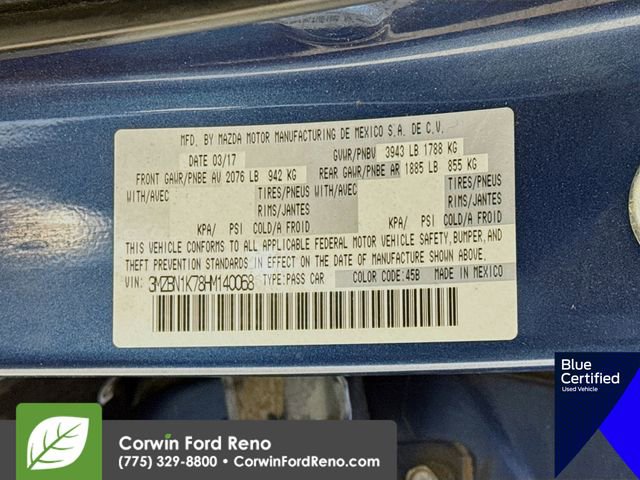 MFD. BY MAZDA MOTOR MANUFACTURING DE MEXICO S.A. DE C.V.
DATE 03/17 GVWR/PNBV 3943 LB 1788 KG
FRONT GAWR/PNBE AV 2076 LB 942 KG REAR GAWR/PNBE AR 1885 LB 855 KG
WITH/AVEC TIRES/PNEUS WITH/AVEC TIRES/PNEUS
RIMS/JANTES RIMS/JANTES
KPA/ PSI COLD/A FROID KPA/ PSI COLD/A FROID
THIS VEHICLE CONFORMS TO ALL APPLICABLE FEDERAL MOTOR VEHICLE SAFETY, BUMPER, AND
THEFT PREVENTION STANDARDS IN EFFECT ON THE DATE OF MANUFACTURE SHOWN ABOVE.
VIN: 3MZBN1K78HM140068 TYPE: PASS CAR COLOR CODE: 45B MADE IN MEXICO
Blue
Certified
Used Vehicle
Corwin Ford Reno
(775) 329-8800 • CorwinFordReno.com